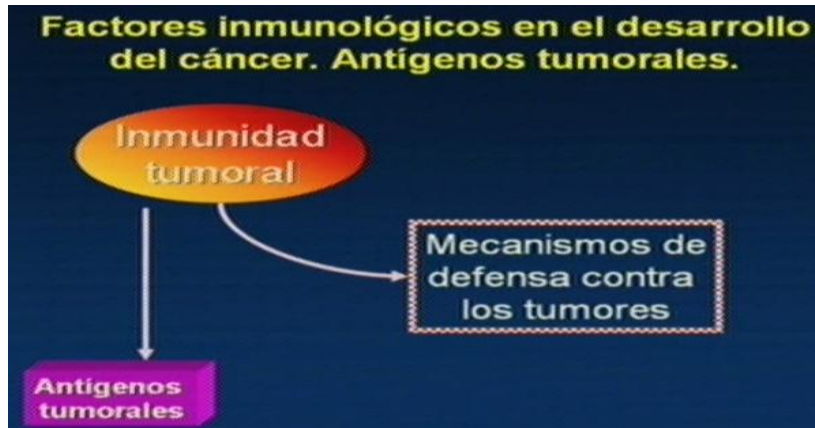 Factores inmunológicos en el desarrollo
del cáncer. Antígenos tumorales.
Inmunidad
tumoral
Mecanismos de
defensa contra
los tumores
Antígenos
tumorales